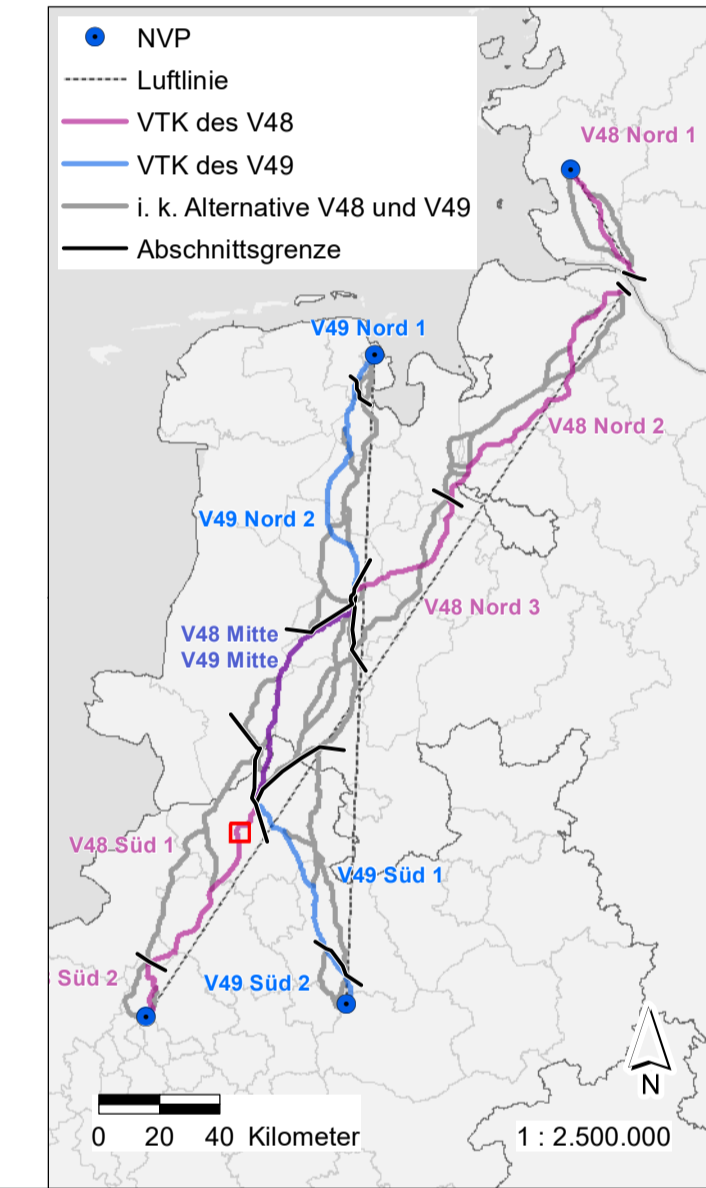 NVP
Luftlinie
VTK des V48
VTK des V49
i. k. Alternative V48 und V49
Abschnittsgrenze
V48 Nord 1
V49 Nord 1
V48 Nord 2
V49 Nord 2
V48 Nord 3
V48 Mitte
V49 Mitte
V48 Süd 1
V49 Süd 1
Süd 2
V49 Süd 2
N
0 20 40 Kilometer
1 : 2.500.000